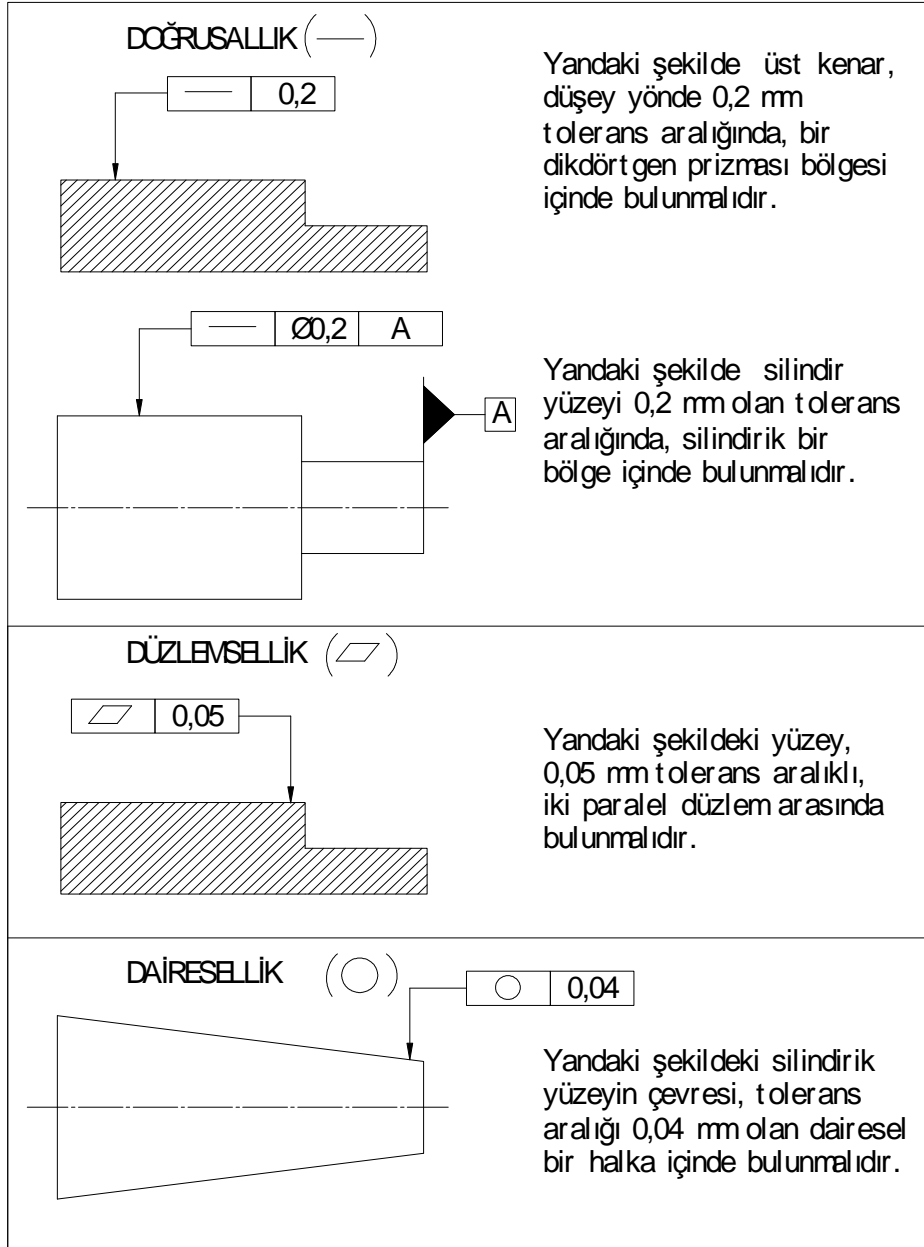 DOĞRUSALLIK (—)
— 0,2
Yandaki şekilde üst kenar,
düşey yönde 0,2 mm
tolerans aralığında, bir
dikdörtgen prizması bölgesi
içinde bulunmalıdır.
— Ø0,2 A
A
Yandaki şekilde silindir
yüzeyi 0,2 mm olan tolerans
aralığında, silindirik bir
bölge içinde bulunmalıdır.
DÜZLEMSELLİK (▱)
▱ 0,05
Yandaki şekildeki yüzey,
0,05 mm tolerans aralıklı,
iki paralel düzlem arasında
bulunmalıdır.
DAİRESELLİK (○)
○ 0,04
Yandaki şekildeki silindirik
yüzeyin çevresi, tolerans
aralığı 0,04 mm olan dairesel
bir halka içinde bulunmalıdır.